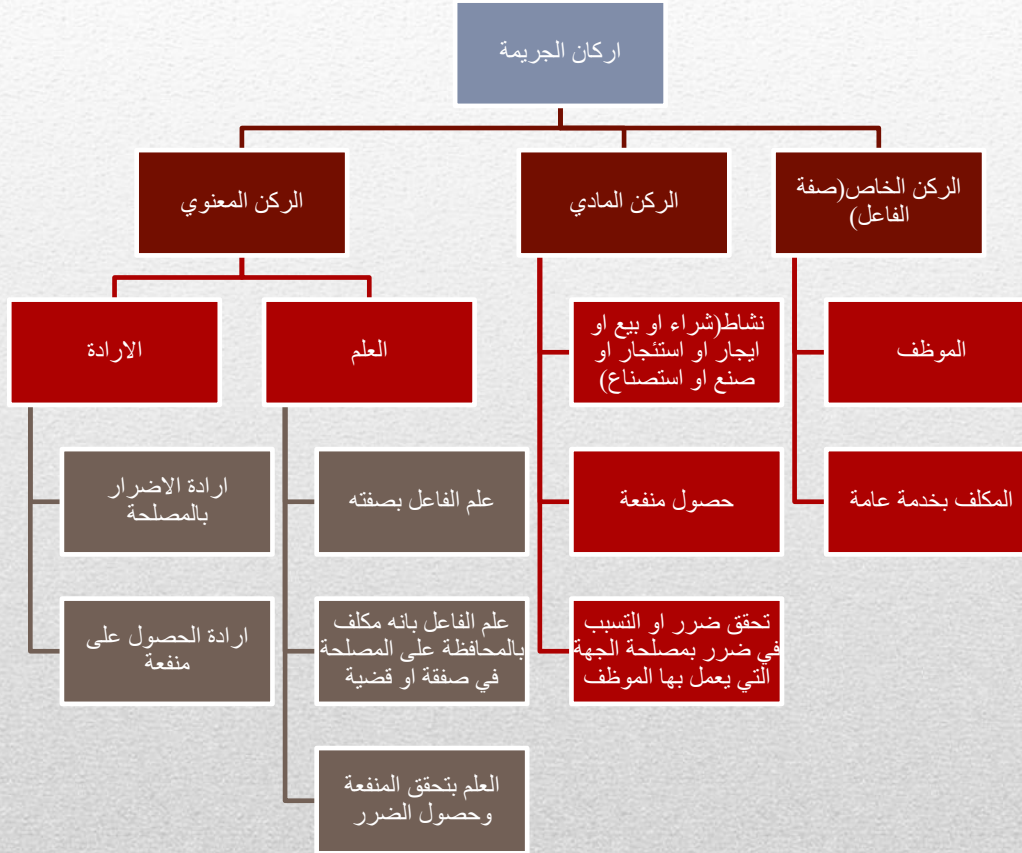 اركان الجريمة
الركن الخاص(صفة
الفاعل)
الركن المادي
الركن المعنوي
الموظف
المكلف بخدمة عامة
نشاط(شراء او بيع او
ايجار او استئجار او
صنع او استصناع)
حصول منفعة
تحقق ضرر او التسبب
في ضرر بمصلحة الجهة
التي يعمل بها الموظف
العلم
علم الفاعل بصفته
علم الفاعل بانه مكلف
بالمحافظة على المصلحة
في صفقة او قضية
العلم بتحقق المنفعة
وحصول الضرر
الارادة
ارادة الاضرار
بالمصلحة
ارادة الحصول على
منفعة